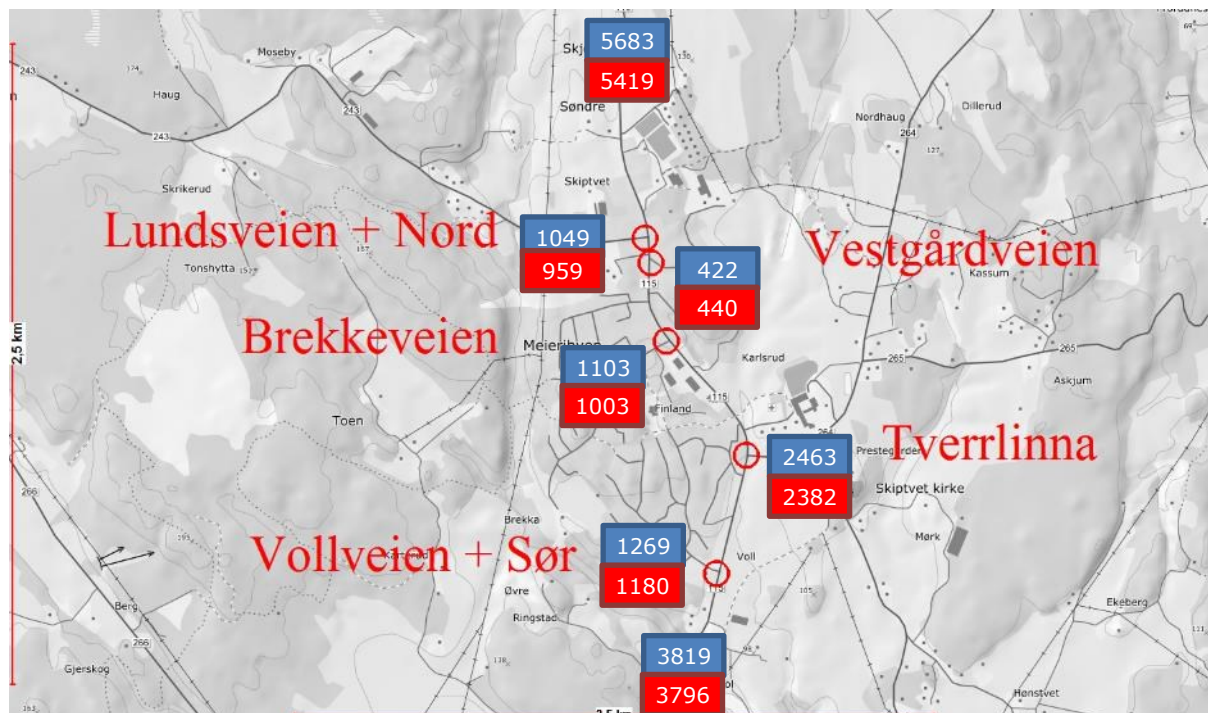 5683
5419
Moseby
Haug
Søndre
Nordhaug
Dillerud
Skrikerud
Skiptvet
Lundsveien + Nord
1049
959
Vestgårdveien
422
440
Tonshytta
Kassum
Brekkeveien
Meieribyen
1103
1003
Karlsrud
Finland
Askjum
2,5 km
Toen
Tverrlinna
2463
2382
Skiptvet kirke
Brekka
Mørk
Vollveien + Sør
1269
1180
Voll
Øvre
Ringstad
Berg
Ekeberg
Gjerskog
3819
3796
Hønstvet
243
243
243
264
265
265
266
266
115